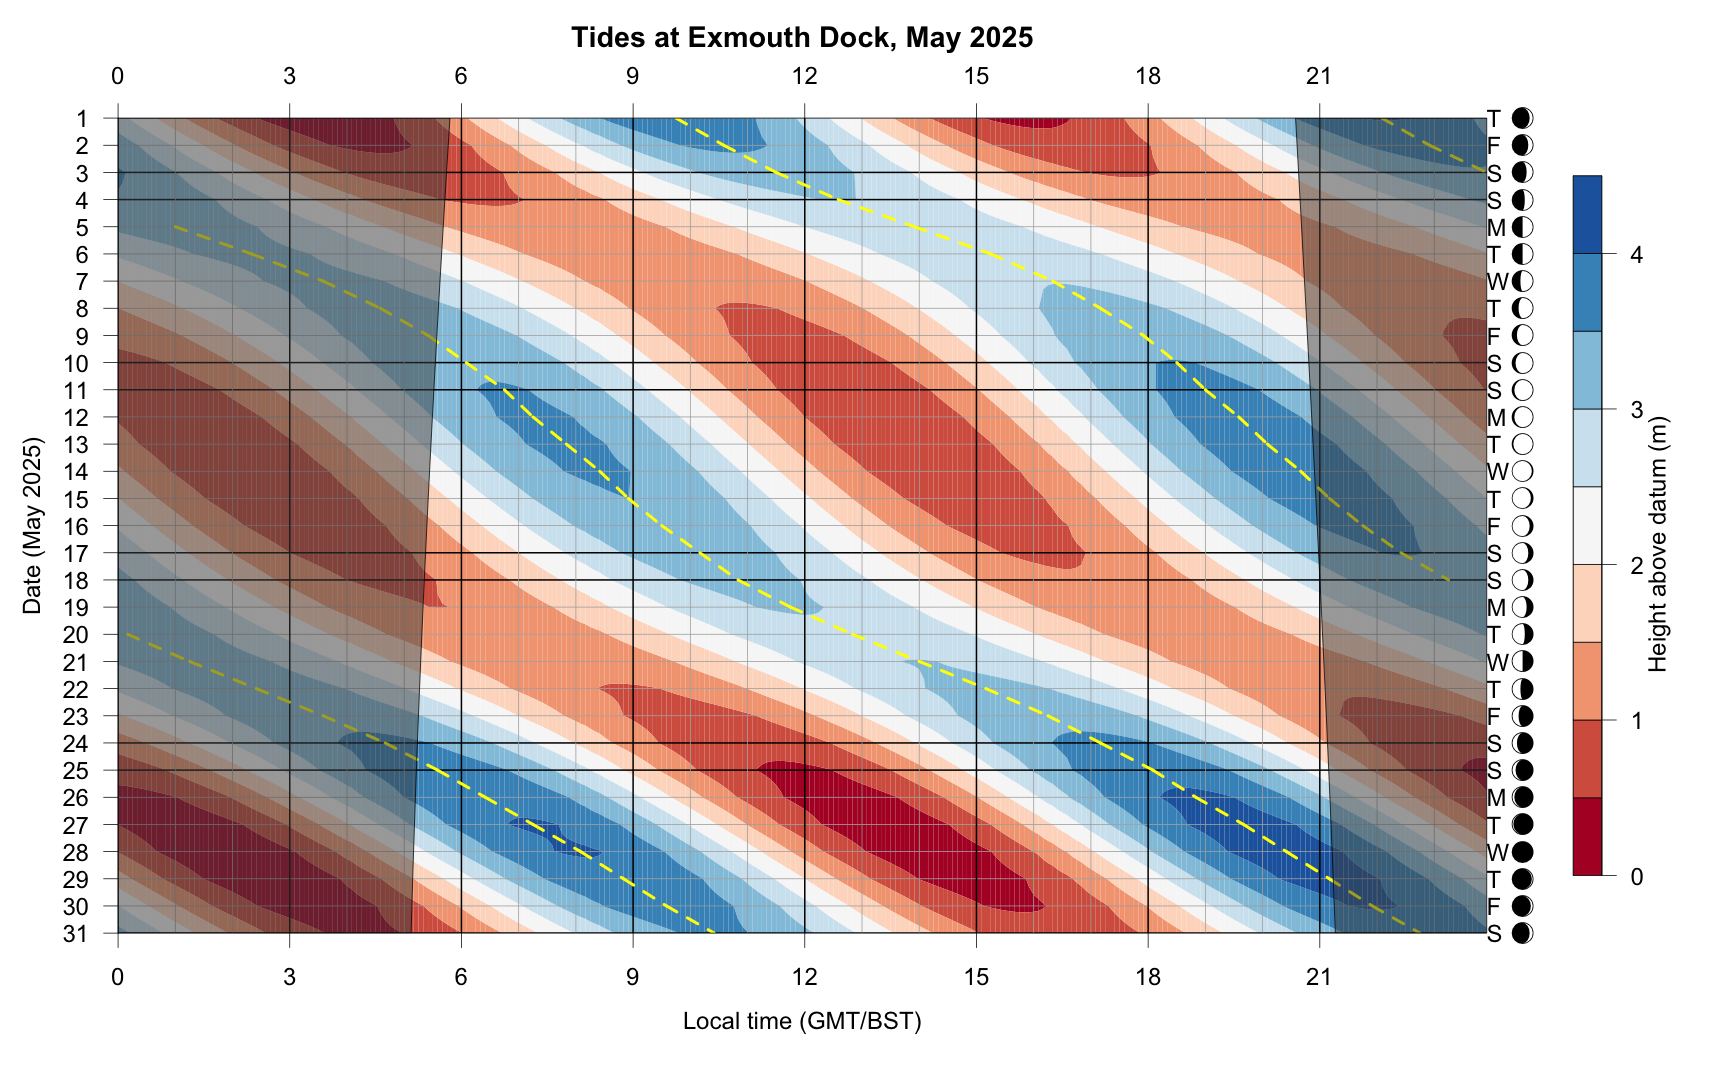 Tides at Exmouth Dock, May 2025
0 3 6 9 12 15 18 21
1 T
2 F
3 S
4 S
5 M
6 T
7 W
8 T
9 F
10 S
11 S
12 M
13 T
14 W
15 T
16 F
17 S
18 S
19 M
20 T
21 W
22 T
23 F
24 S
25 S
26 M
27 T
28 W
29 T
30 F
31 S
0 3 6 9 12 15 18 21
Local time (GMT/BST)
Date (May 2025)
4
3
2
1
0
Height above datum (m)